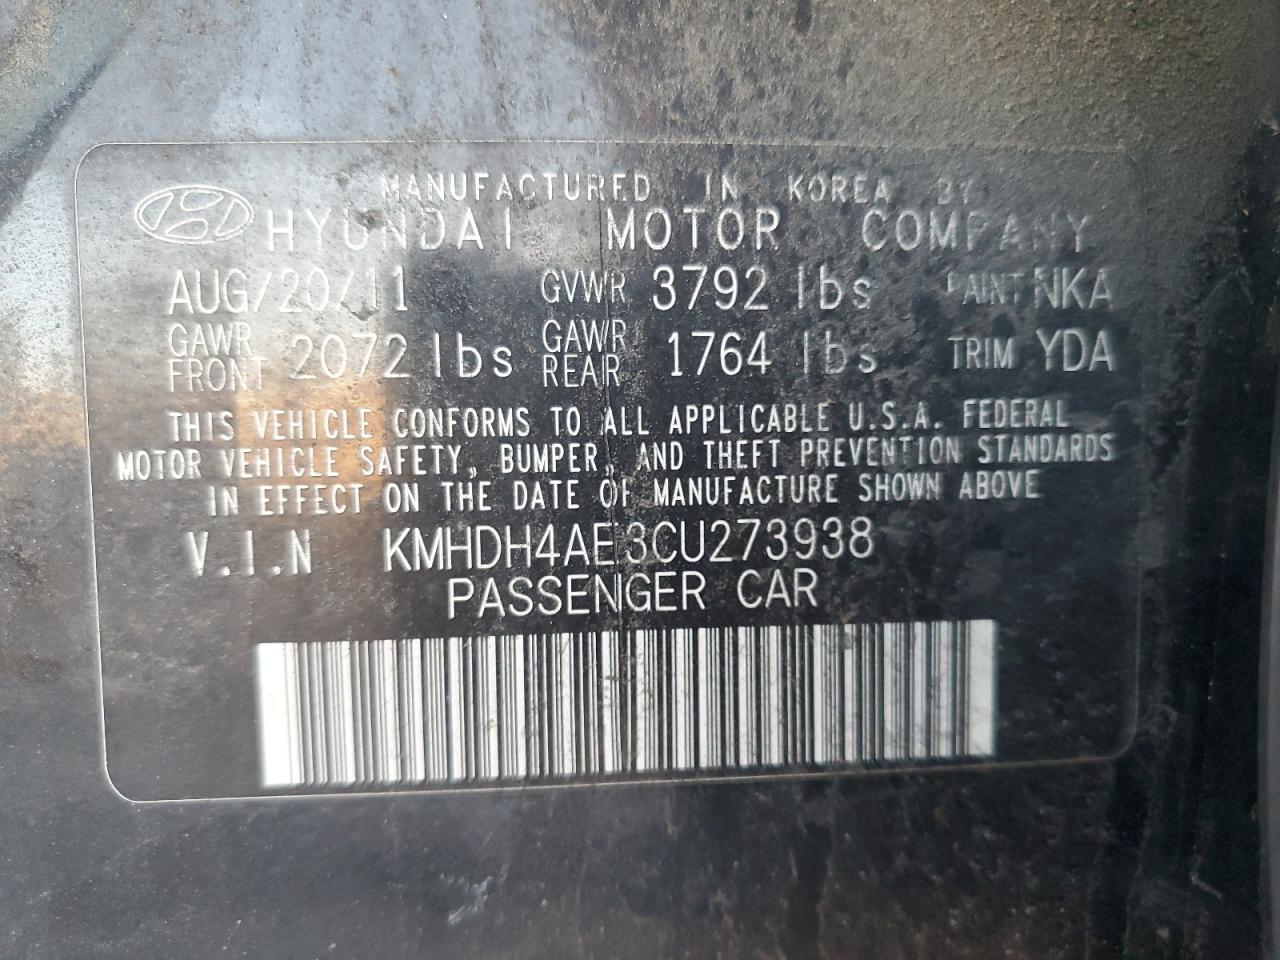 MANUFACTURED IN KOREA BY
HYUNDAI MOTOR COMPANY
AUG/20/11 GVWR 3792 lbs PAINT NKA
GAWR FRONT 2072 lbs GAWR REAR 1764 lbs TRIM YDA
THIS VEHICLE CONFORMS TO ALL APPLICABLE U.S.A. FEDERAL
MOTOR VEHICLE SAFETY, BUMPER, AND THEFT PREVENTION STANDARDS
IN EFFECT ON THE DATE OF MANUFACTURE SHOWN ABOVE
V.I.N KMHDH4AE3CU273938
PASSENGER CAR